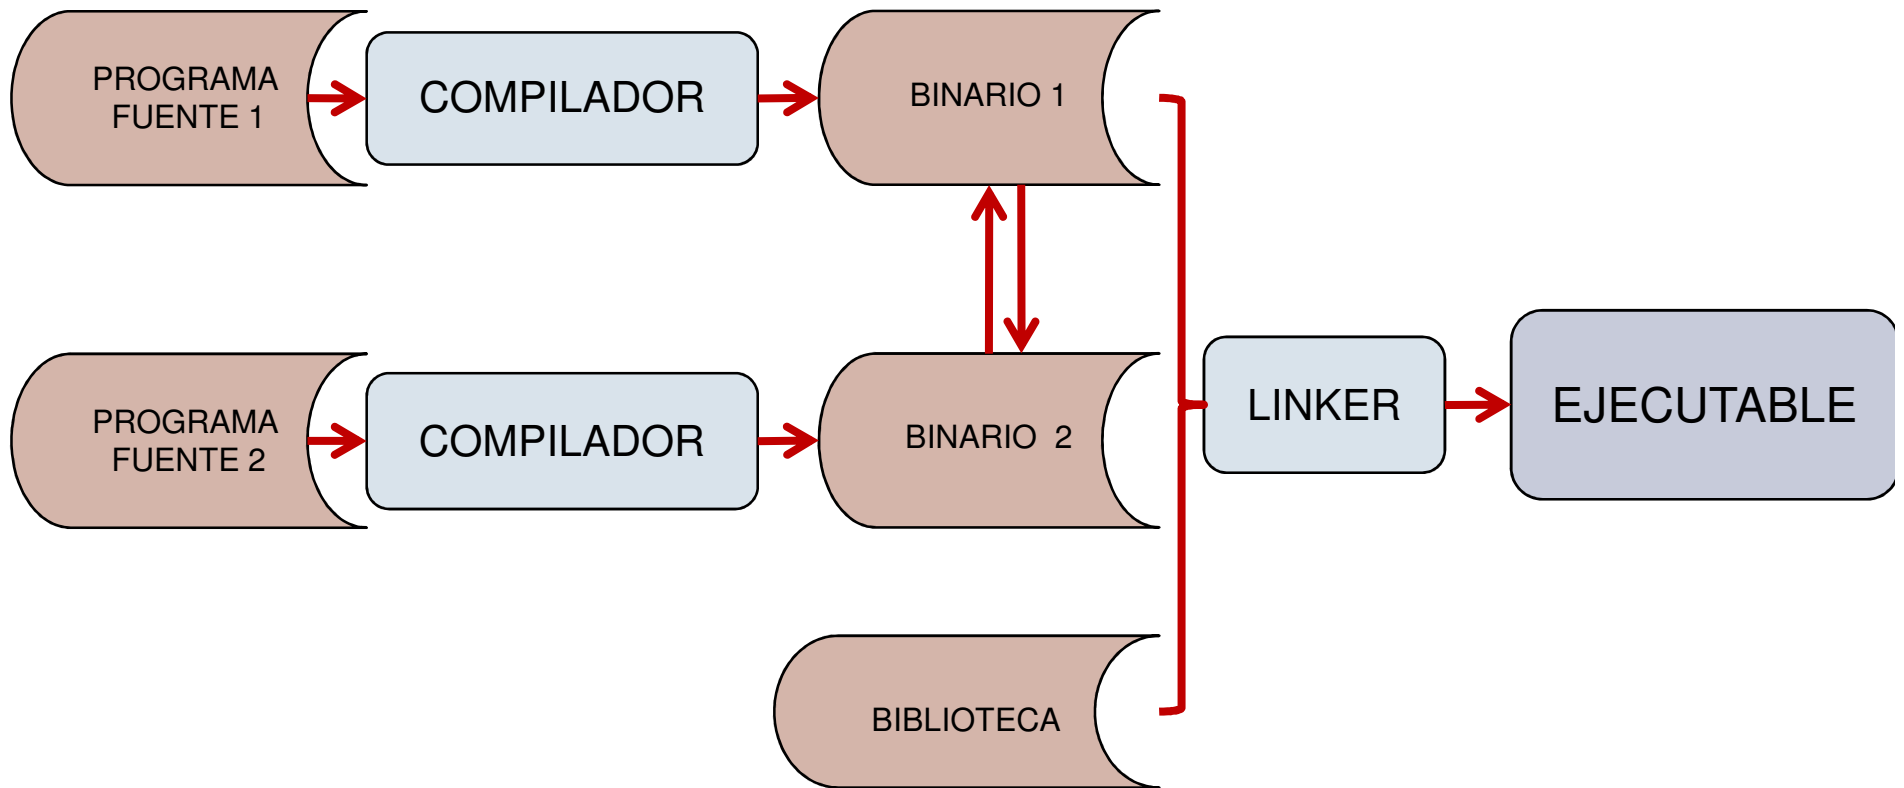 PROGRAMA
FUENTE 1
COMPILADOR
BINARIO 1
PROGRAMA
FUENTE 2
COMPILADOR
BINARIO 2
LINKER
EJECUTABLE
BIBLIOTECA